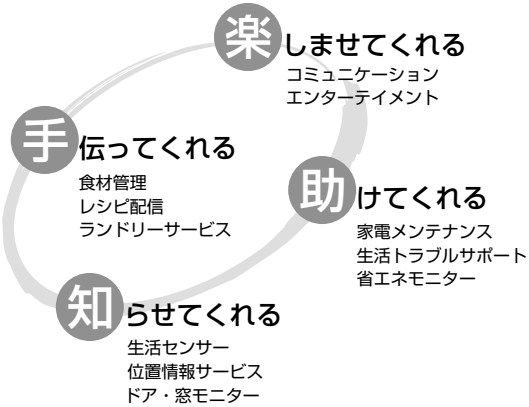 楽しませてくれる
コミュニケーション
エンターテイメント
手伝ってくれる
食材管理
レシピ配信
ランドリーサービス
助けてくれる
家電メンテナンス
生活トラブルサポート
省エネモニター
知らせてくれる
生活センサー
位置情報サービス
ドア・窓モニター